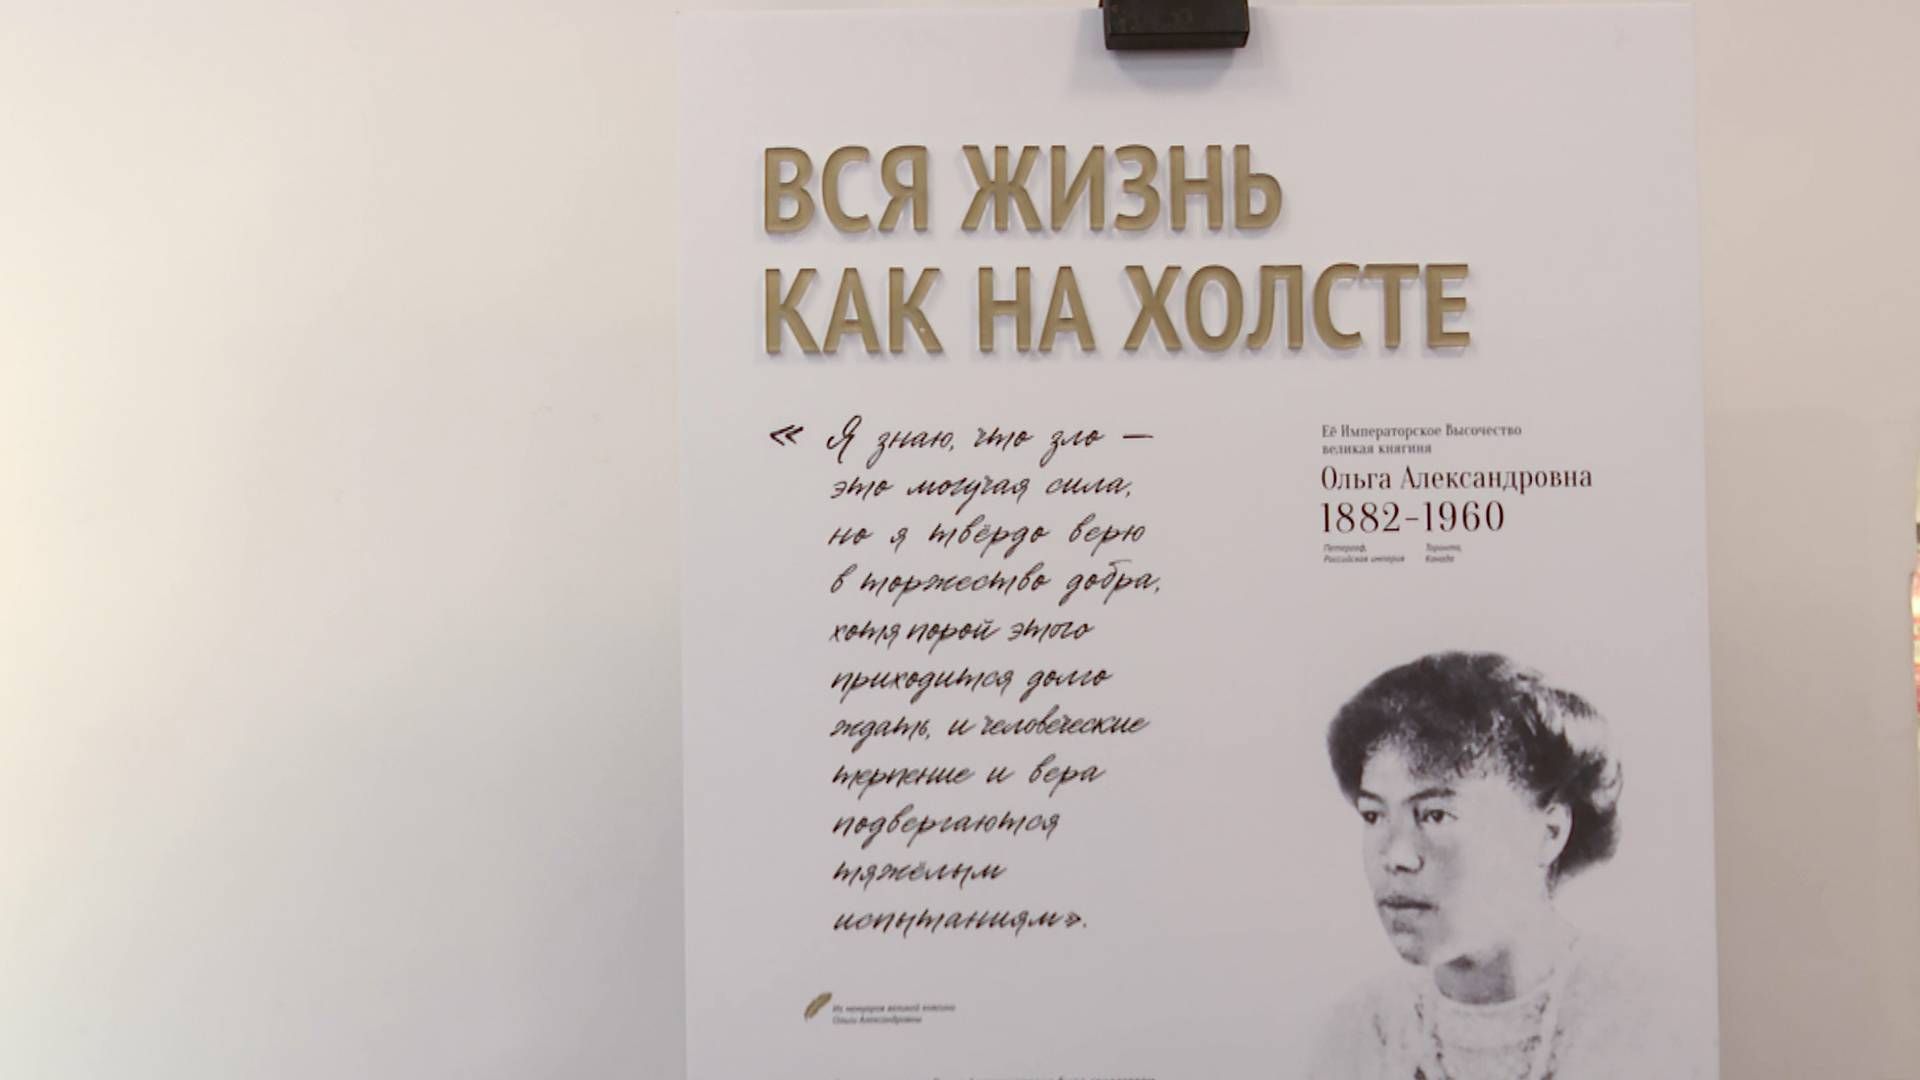 ВСЯ ЖИЗНЬ
КАК НА ХОЛСТЕ
« Я знаю, что зло —
это могучая сила,
но я твёрдо верю
в торжество добра,
хотя порой этого
приходится долго
ждать, и человеческие
терпение и вера
подвергаются
тяжёлым
испытаниям».
Из мемуаров великой княгини
Ольги Александровны
Её Императорское Высочество
великая княгиня
Ольга Александровна
1882-1960
Петергоф,
Российская империя
Торонто,
Канада